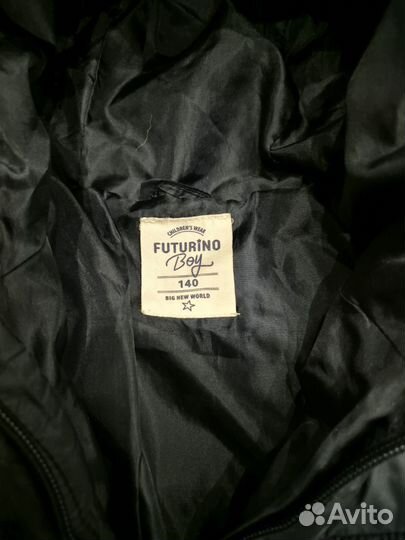 CHILDREN'S WEAR
FUTURiNO
Boy
140
BIG NEW WORLD
Avito